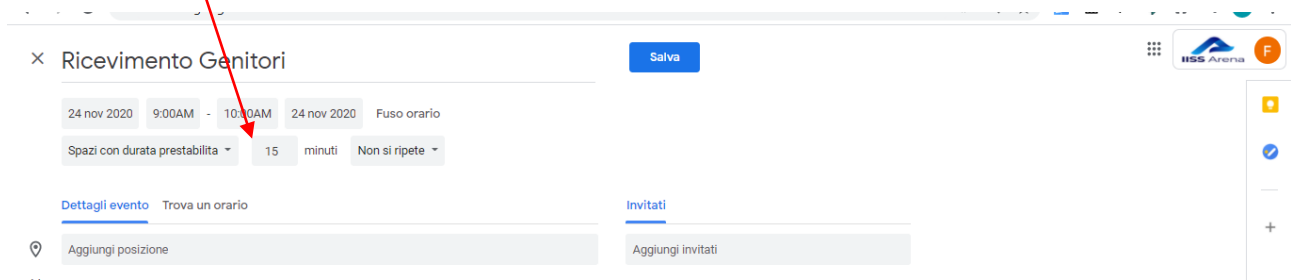 Ricevimento Genitori
Salva
IISS Arena
F
24 nov 2020 9:00AM - 10:00AM 24 nov 2020 Fuso orario
Spazi con durata prestabilita 15 minuti Non si ripete
Dettagli evento Trova un orario
Invitati
Aggiungi posizione
Aggiungi invitati